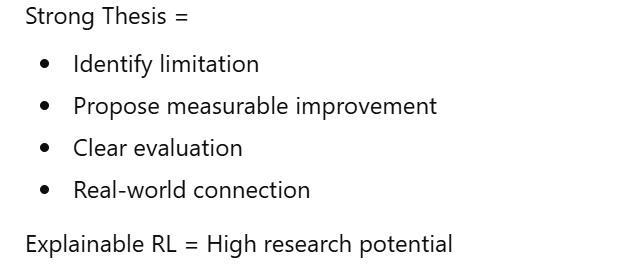 Strong Thesis =
• Identify limitation
• Propose measurable improvement
• Clear evaluation
• Real-world connection
Explainable RL = High research potential